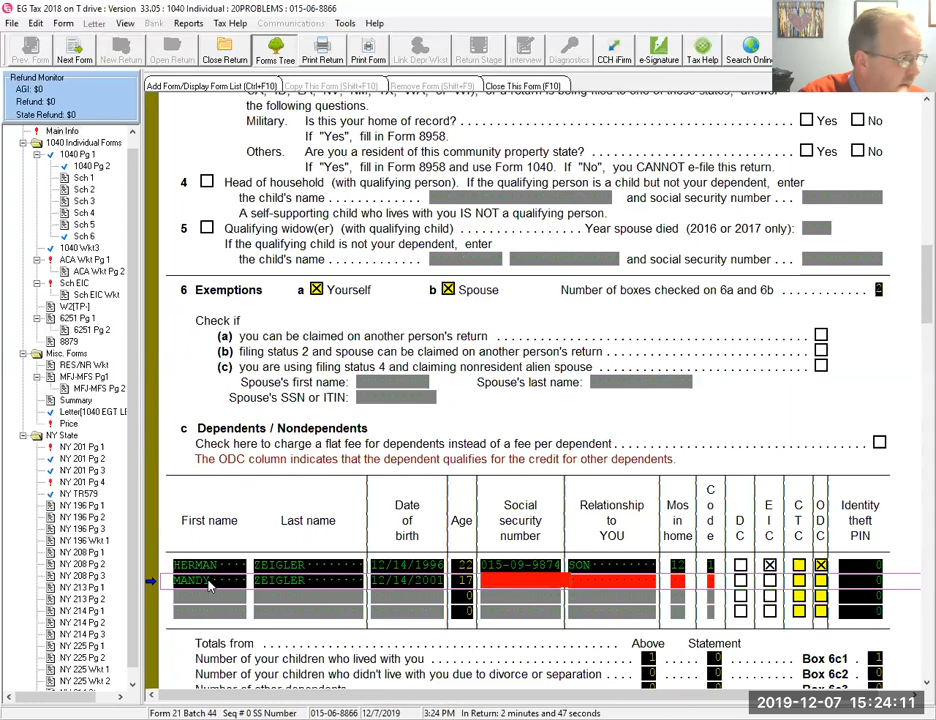 EG Tax 2018 on T drive : Version 33.05 : 1040 Individual : 20PROBLEMS : 015-06-8866
File Edit Form Tree Letter View Reports Tax Help Communications Tools Help
Prev. Form Next Form New Return Open Return Close Return Forms Tree Print Return Print Form Link Dept Wksht Return Stage Interview Diagnostics CCH iFirm e-Signature Tax Help Search Online
Refund Monitor
AGI: $0
Refund: $0
State Refund: $0
Add Form/Display Form List (Ctrl+F10) Copy This Form (Shift+F10) Remove Form (Shift+F) Close This Form (F10)
Main Info
1040 Individual Forms
1040 Pg 1
1040 Pg 2
Sch 1
Sch 2
Sch 3
Sch 4
Sch 5
Sch 6
1040 Wkt3
ACA Wkt Pg 1
ACA Wkt Pg 2
Sch EIC
Sch EIC Wkt
W2[TP-]
6251 Pg 1
6251 Pg 2
8879
Misc. Forms
RES/NR Wkt
MFJ-MFS Pg1
MFJ-MFS Pg 2
Summary
Letter[1040 EGT LE
Price
NY State
NY 201 Pg 1
NY 201 Pg 2
NY 201 Pg 3
NY 201 Pg 4
NY TR579
NY 196 Pg 1
NY 196 Pg 2
NY 196 Pg 3
NY 196 Wkt 1
NY 208 Pg 1
NY 208 Pg 2
NY 208 Pg 3
NY 213 Pg 1
NY 213 Pg 2
NY 214 Pg 1
NY 214 Pg 2
NY 214 Pg 3
NY 225 Pg 1
NY 225 Pg 2
NY 225 Wkt 1
NY 225 Wkt 2
the following questions.
Military. Is this your home of record? Yes No
If "Yes", fill in Form 8958.
Others. Are you a resident of this community property state? Yes No
If "Yes", fill in Form 8958 and use Form 1040. If "No", you CANNOT e-file this return.
4 Head of household (with qualifying person). If the qualifying person is a child but not your dependent, enter
the child's name and social security number ...
A self-supporting child who lives with you IS NOT a qualifying person.
5 Qualifying widow(er) (with qualifying child) Year spouse died (2016 or 2017 only):
If the qualifying child is not your dependent, enter
the child's name and social security number ...
6 Exemptions a Yourself b Spouse Number of boxes checked on 6a and 6b 2
Check if
(a) you can be claimed on another person's return
(b) filing status 2 and spouse can be claimed on another person's return
(c) you are using filing status 4 and claiming nonresident alien spouse
Spouse's first name: Spouse's last name:
Spouse's SSN or ITIN:
c Dependents / Nondependents
Check here to charge a flat fee for dependents instead of a fee per dependent
The ODC column indicates that the dependent qualifies for the credit for other dependents.
First name Last name Date of birth Age Social security number Relationship to YOU Mos in home Code DC EIC CTC ODC Identity theft PIN
HERMAN ZEIGLER 12/14/1996 22 015-09-9874 SON 12 1 0
MANDY ZEIGLER 12/14/2001 17 0
0 0
0 0
Totals from Above Statement
Number of your children who lived with you 1 0 Box 6c1 1
Number of your children who didn't live with you due to divorce or separation 0 0 Box 6c2 0
Form 21 Batch 44 Seq # 0 SS Number 015-06-8866 12/7/2019 3:24 PM In Return: 2 minutes and 47 seconds
2019-12-07 15:24:11